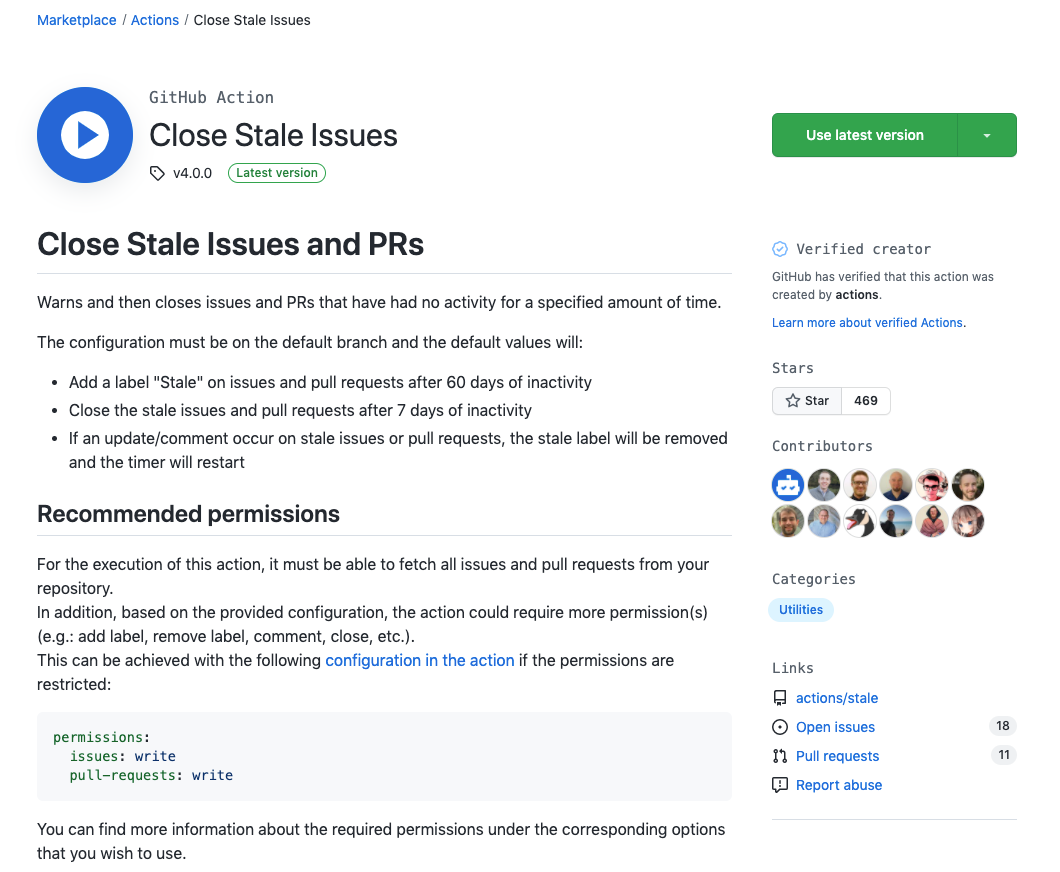 Marketplace / Actions / Close Stale Issues
GitHub Action
Close Stale Issues
v4.0.0 Latest version
Use latest version
Close Stale Issues and PRs
Warns and then closes issues and PRs that have had no activity for a specified amount of time.
The configuration must be on the default branch and the default values will:
• Add a label "Stale" on issues and pull requests after 60 days of inactivity
• Close the stale issues and pull requests after 7 days of inactivity
• If an update/comment occur on stale issues or pull requests, the stale label will be removed
and the timer will restart
Recommended permissions
For the execution of this action, it must be able to fetch all issues and pull requests from your
repository.
In addition, based on the provided configuration, the action could require more permission(s)
(e.g.: add label, remove label, comment, close, etc.).
This can be achieved with the following configuration in the action if the permissions are
restricted:
permissions:
  issues: write
  pull-requests: write
You can find more information about the required permissions under the corresponding options
that you wish to use.
Verified creator
GitHub has verified that this action was
created by actions.
Learn more about verified Actions.
Stars
Star 469
Contributors
Categories
Utilities
Links
actions/stale
Open issues 18
Pull requests 11
Report abuse